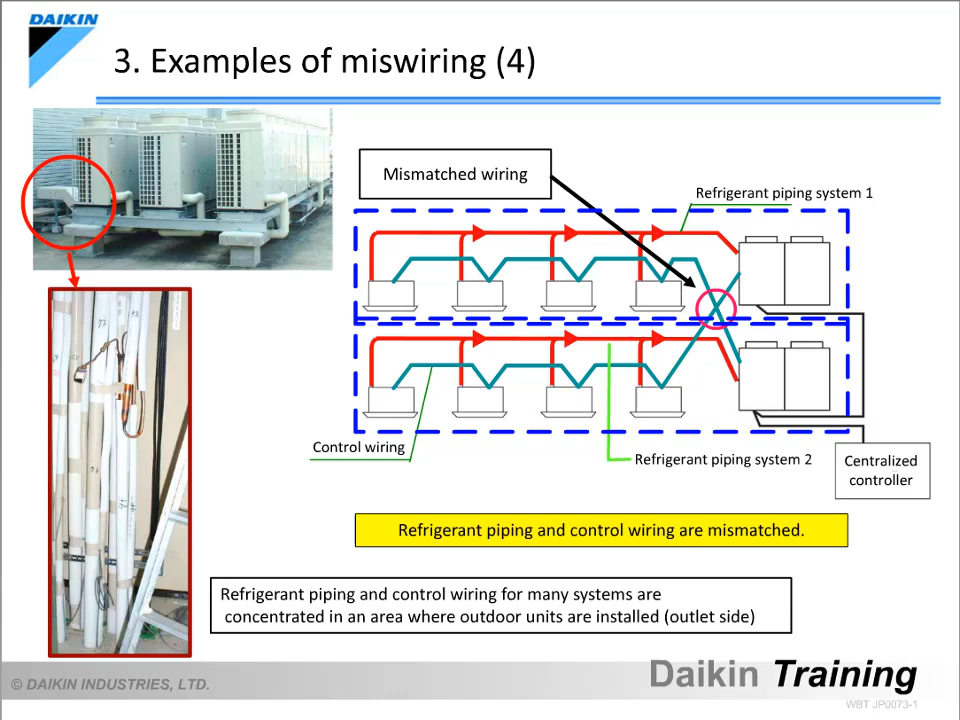 DAIKIN
3. Examples of miswiring (4)
Mismatched wiring
Refrigerant piping system 1
Control wiring
Refrigerant piping system 2
Centralized
controller
Refrigerant piping and control wiring are mismatched.
Refrigerant piping and control wiring for many systems are
concentrated in an area where outdoor units are installed (outlet side)
© DAIKIN INDUSTRIES, LTD.
Daikin Training
WBT JP0073-1